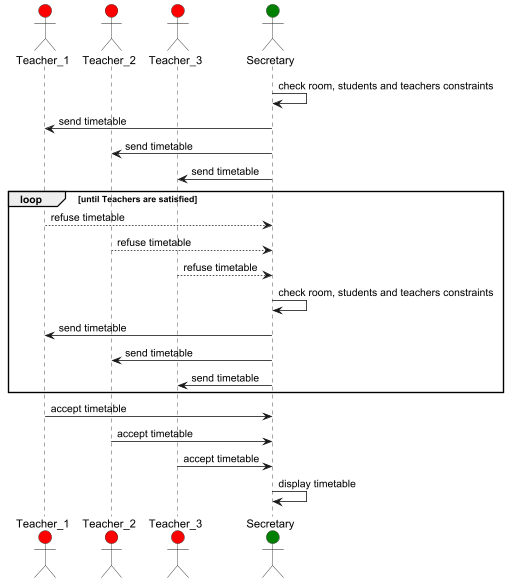 Teacher_1 Teacher_2 Teacher_3 Secretary
check room, students and teachers constraints
send timetable
send timetable
send timetable
loop [until Teachers are satisfied]
refuse timetable
refuse timetable
refuse timetable
check room, students and teachers constraints
send timetable
send timetable
send timetable
accept timetable
accept timetable
accept timetable
display timetable
Teacher_1 Teacher_2 Teacher_3 Secretary